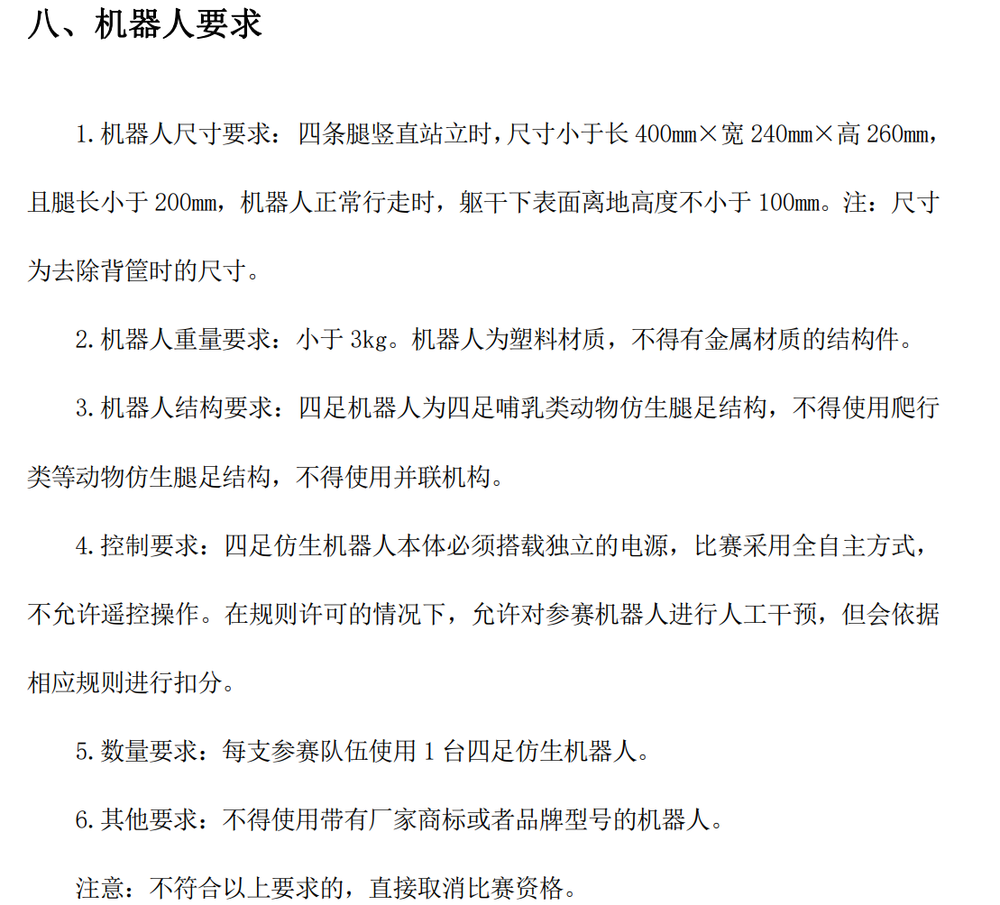 八、机器人要求
1.机器人尺寸要求：四条腿竖直站立时，尺寸小于长 400mm×宽 240mm×高 260mm，
且腿长小于 200mm，机器人正常行走时，躯干下表面离地高度不小于 100mm。注：尺寸
为去除背筐时的尺寸。
2.机器人重量要求：小于 3kg。机器人为塑料材质，不得有金属材质的结构件。
3.机器人结构要求：四足机器人为四足哺乳类动物仿生腿足结构，不得使用爬行
类等动物仿生腿足结构，不得使用并联机构。
4.控制要求：四足仿生机器人本体必须搭载独立的电源，比赛采用全自主方式，
不允许遥控操作。在规则许可的情况下，允许对参赛机器人进行人工干预，但会依据
相应规则进行扣分。
5.数量要求：每支参赛队伍使用 1 台四足仿生机器人。
6.其他要求：不得使用带有厂家商标或者品牌型号的机器人。
注意：不符合以上要求的，直接取消比赛资格。